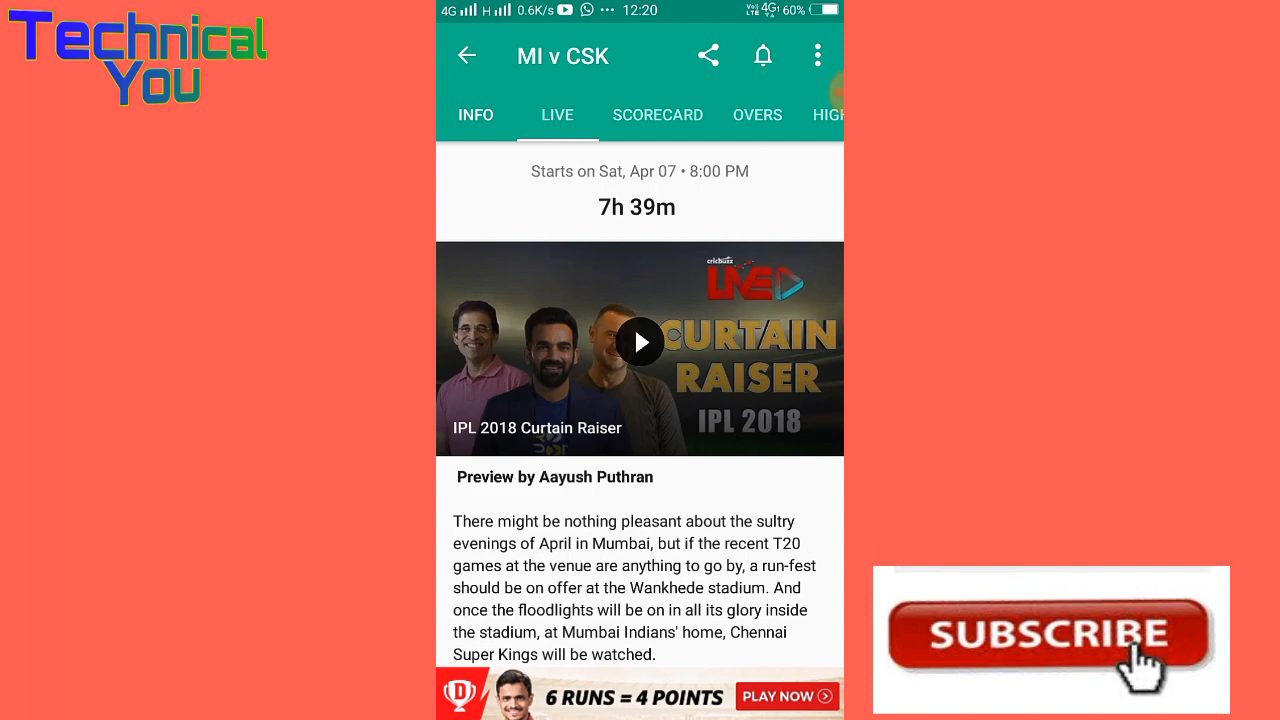 Technical
You
4G H 0.6K/s 12:20 VoD LTE 4G 60%
MI v CSK
INFO LIVE SCORECARD OVERS HIGH
Starts on Sat, Apr 07 • 8:00 PM
7h 39m
cricbuzz
LIVE
CURTAIN
RAISER
IPL 2018
IPL 2018 Curtain Raiser
Preview by Aayush Puthran
There might be nothing pleasant about the sultry
evenings of April in Mumbai, but if the recent T20
games at the venue are anything to go by, a run-fest
should be on offer at the Wankhede stadium. And
once the floodlights will be on in all its glory inside
the stadium, at Mumbai Indians' home, Chennai
Super Kings will be watched.
D 6 RUNS = 4 POINTS PLAY NOW
SUBSCRIBE